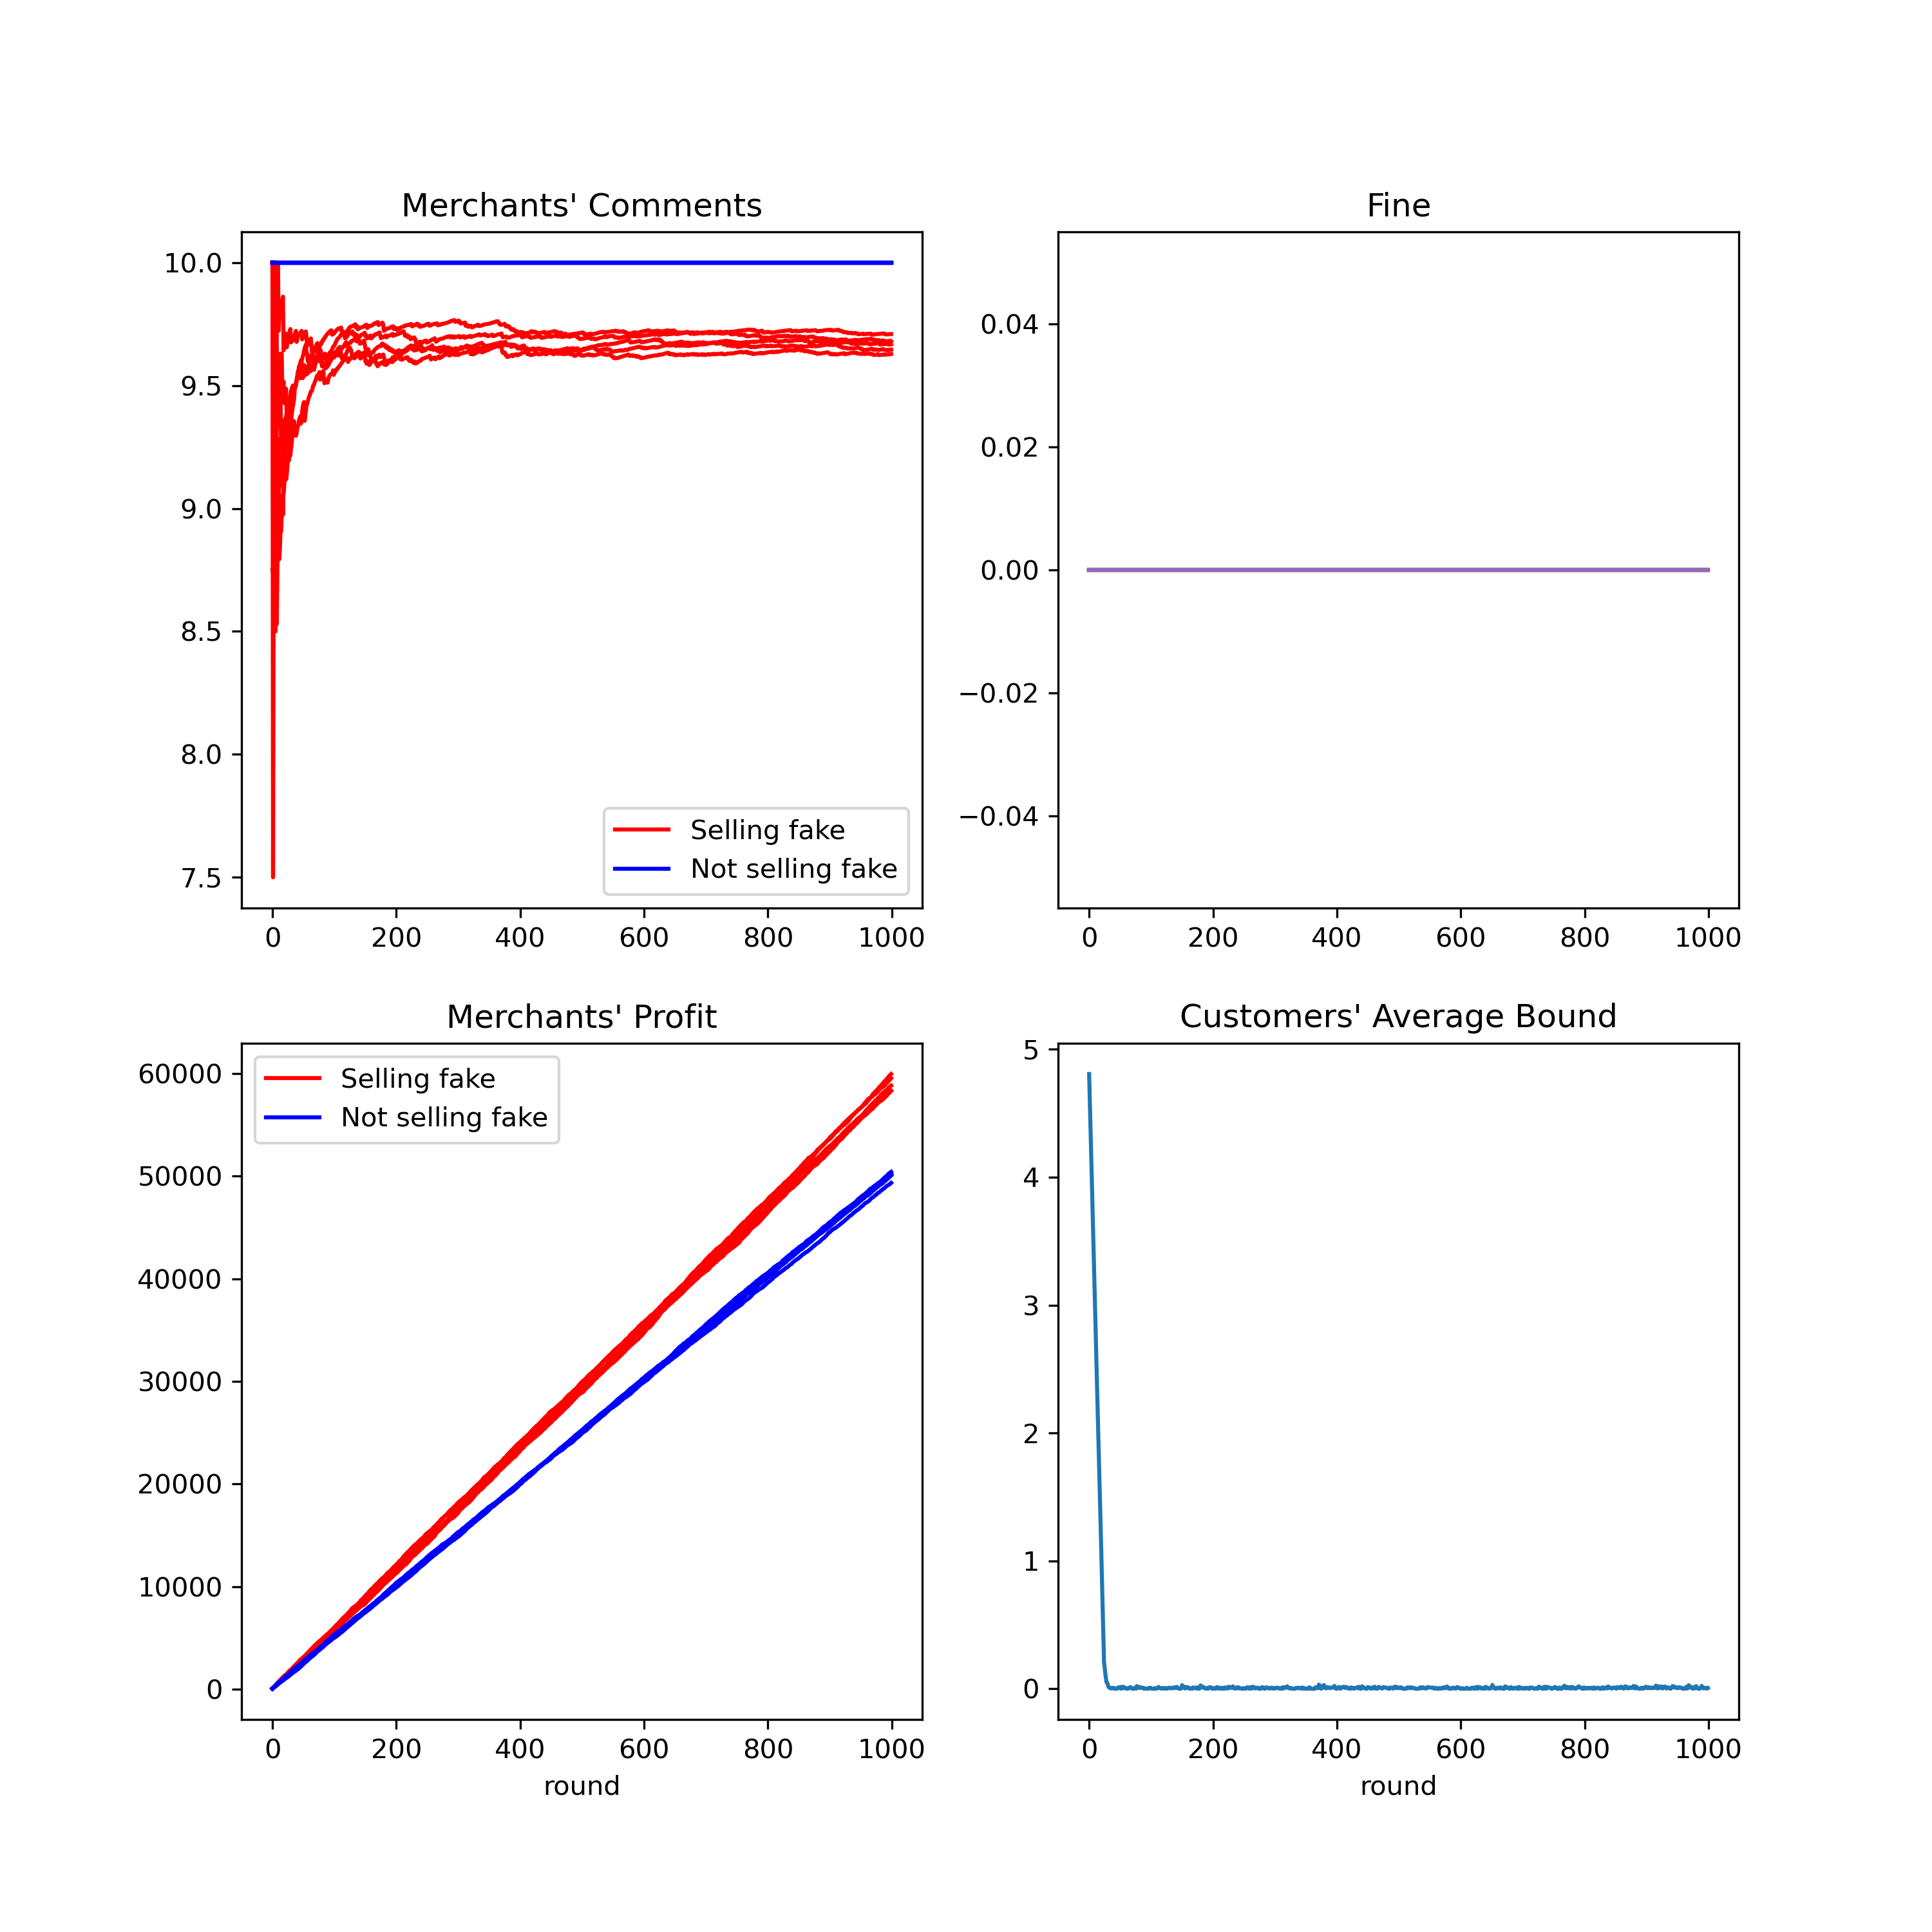 Merchants' Comments
10.0
9.5
9.0
8.5
8.0
7.5
Selling fake
Not selling fake
0 200 400 600 800 1000
Fine
0.04
0.02
0.00
−0.02
−0.04
0 200 400 600 800 1000
Merchants' Profit
Selling fake
Not selling fake
60000
50000
40000
30000
20000
10000
0
0 200 400 600 800 1000
round
Customers' Average Bound
5
4
3
2
1
0
0 200 400 600 800 1000
round